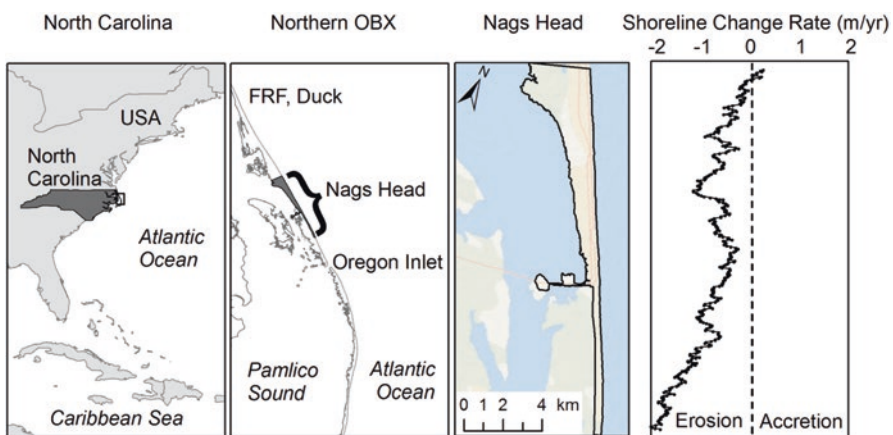 North Carolina
Northern OBX
Nags Head
Shoreline Change Rate (m/yr)
-2 -1 0 1 2
USA
North
Carolina
Atlantic
Ocean
Caribbean Sea
FRF, Duck
Nags Head
Oregon Inlet
Pamlico
Sound
Atlantic
Ocean
N
0 1 2 4 km
Erosion
Accretion